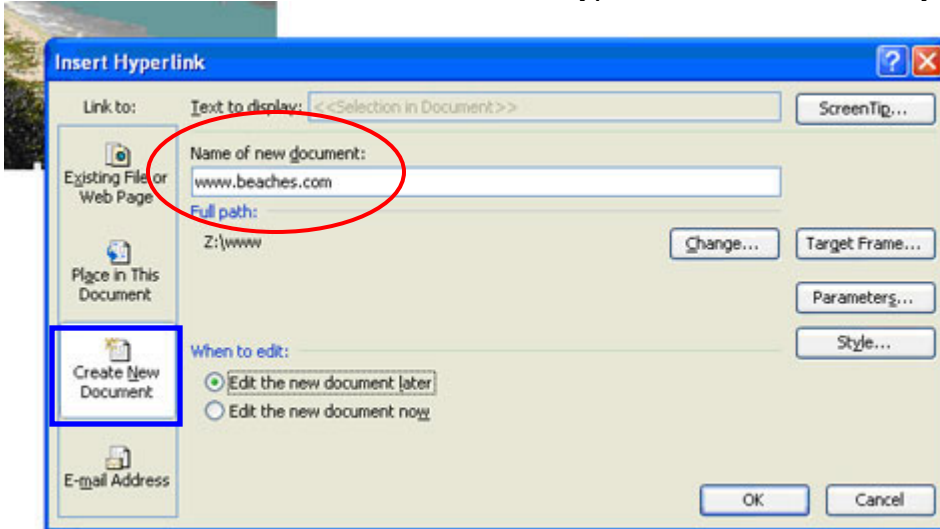 Insert Hyperlink
Link to:
Text to display: <<Selection in Document>>
ScreenTip...
Existing File or
Web Page
Name of new document:
www.beaches.com
Full path:
Z:\www
Change...
Target Frame...
Place in This
Document
Parameters...
Style...
Create New
Document
When to edit:
Edit the new document later
Edit the new document now
E-mail Address
OK
Cancel